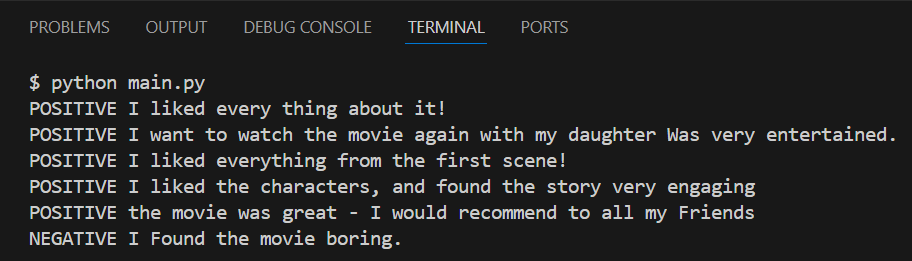 PROBLEMS OUTPUT DEBUG CONSOLE TERMINAL PORTS
$ python main.py
POSITIVE I liked every thing about it!
POSITIVE I want to watch the movie again with my daughter Was very entertained.
POSITIVE I liked everything from the first scene!
POSITIVE I liked the characters, and found the story very engaging
POSITIVE the movie was great - I would recommend to all my Friends
NEGATIVE I Found the movie boring.